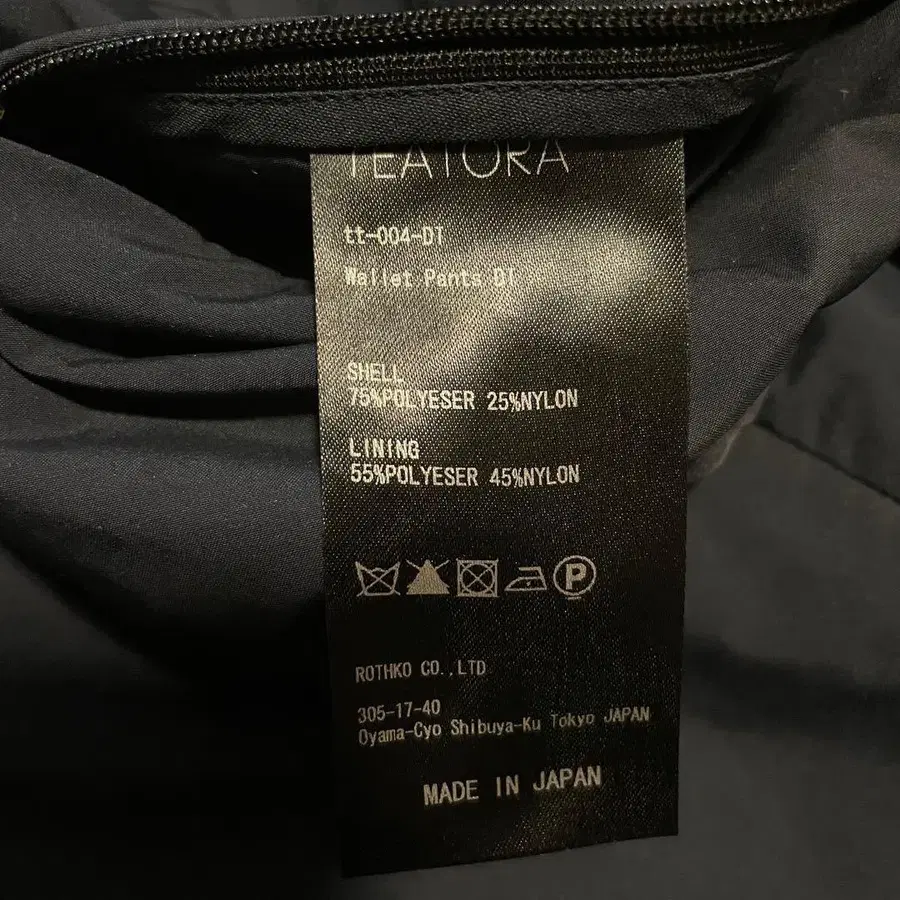 TEATORA
tt-004-DT
Wallet Pants DT
SHELL
75%POLYESER 25%NYLON
LINING
55%POLYESER 45%NYLON
P
ROTHKO CO.,LTD
305-17-40
Oyama-Cyo Shibuya-Ku Tokyo JAPAN
MADE IN JAPAN